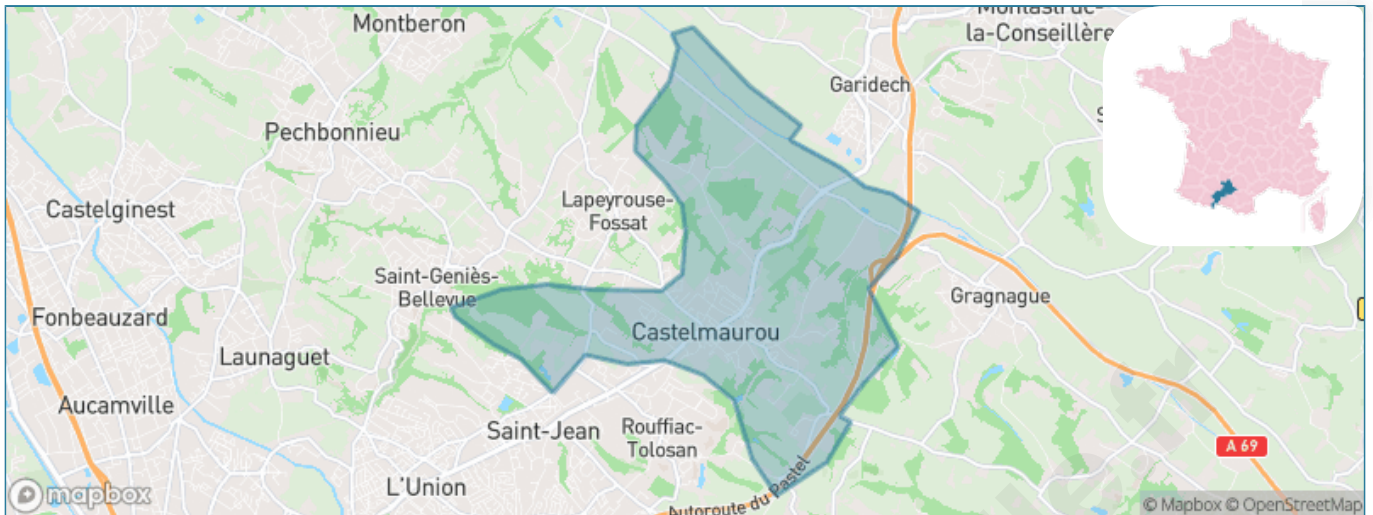 Montberon
Montastruc-
la-Conseillère
Garidech
Pechbonnieu
Castelginest
Lapeyrouse-
Fossat
Saint-Geniès-
Bellevue
Gragnague
Fonbeauzard
Castelmaurou
Launaguet
Aucamville
Saint-Jean
Rouffiac-
Tolosan
A 69
L'Union
Autoroute du Pastel
mapbox
© Mapbox © OpenStreetMap